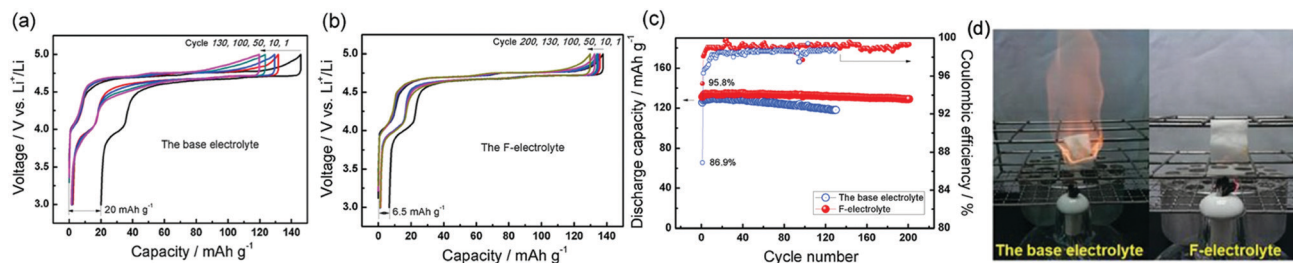 (a)
Cycle 130, 100, 50, 10, 1
5.0
4.5
4.0
3.5
3.0
Voltage / V vs. Li⁺/Li
The base electrolyte
20 mAh g⁻¹
0 20 40 60 80 100 120 140
Capacity / mAh g⁻¹
(b)
Cycle 200, 130, 100, 50, 10, 1
5.0
4.5
4.0
3.5
3.0
Voltage / V vs. Li⁺/Li
The F-electrolyte
6.5 mAh g⁻¹
0 20 40 60 80 100 120 140
Capacity / mAh g⁻¹
(c)
160
120
80
40
0
Discharge capacity / mAh g⁻¹
95.8%
86.9%
The base electrolyte
F-electrolyte
100
98
96
94
92
90
88
86
84
82
80
Coulombic efficiency / %
0 40 80 120 160 200
Cycle number
(d)
The base electrolyte
F-electrolyte